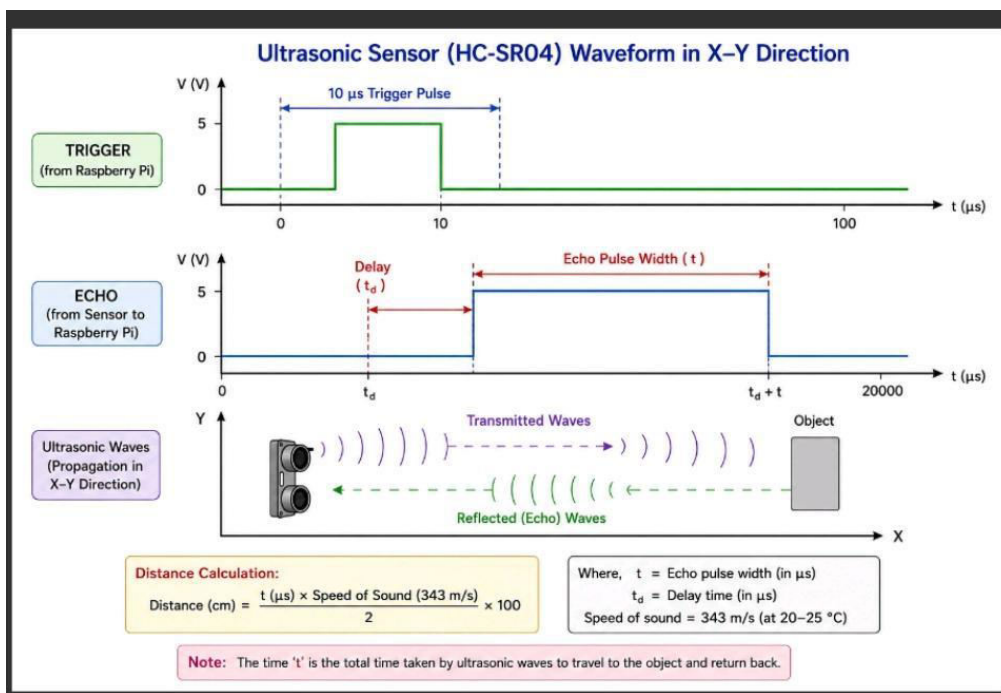 Ultrasonic Sensor (HC-SR04) Waveform in X–Y Direction
V (V)
10 µs Trigger Pulse
5
TRIGGER
(from Raspberry Pi)
0
t (µs)
0 10 100
V (V)
Delay
(td)
Echo Pulse Width ( t )
5
ECHO
(from Sensor to
Raspberry Pi)
0
t (µs)
0 td td + t 20000
Y
Transmitted Waves
Object
Ultrasonic Waves
(Propagation in
X–Y Direction)
Reflected (Echo) Waves
X
Distance Calculation:
Distance (cm) = t (µs) × Speed of Sound (343 m/s) / 2 × 100
Where, t = Echo pulse width (in µs)
td = Delay time (in µs)
Speed of sound = 343 m/s (at 20–25 °C)
Note: The time 't' is the total time taken by ultrasonic waves to travel to the object and return back.